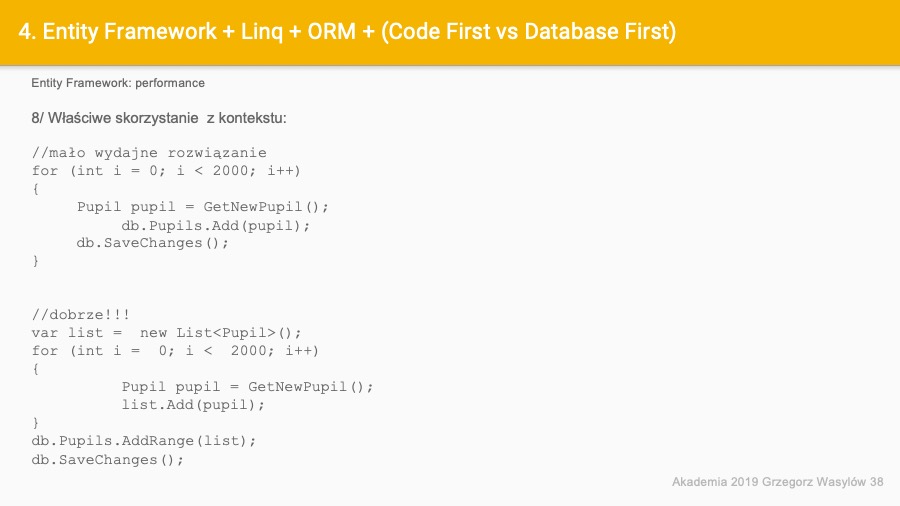 4. Entity Framework + Linq + ORM + (Code First vs Database First)
Entity Framework: performance
8/ Właściwe skorzystanie  z kontekstu:
//mało wydajne rozwiązanie
for (int i = 0; i < 2000; i++)
{
     Pupil pupil = GetNewPupil();
          db.Pupils.Add(pupil);
     db.SaveChanges();
}
//dobrze!!!
var list =  new List<Pupil>();
for (int i =  0; i <  2000; i++)
{
          Pupil pupil = GetNewPupil();
          list.Add(pupil);
}
db.Pupils.AddRange(list);
db.SaveChanges();
Akademia 2019 Grzegorz Wasylów 38